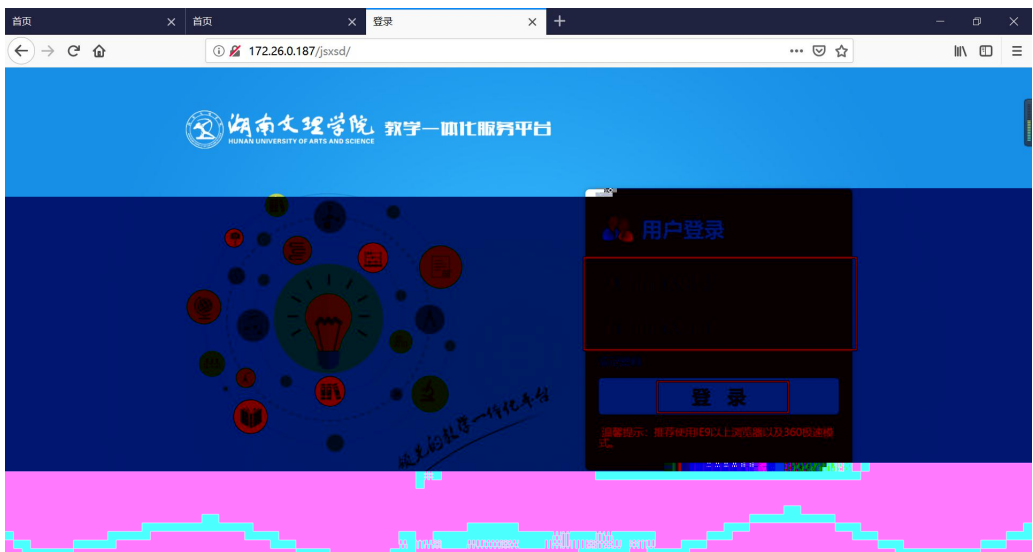 首页
首页
登录
172.26.0.187/jsxsd/
湖南文理学院 教学一体化服务平台
HUNAN UNIVERSITY OF ARTS AND SCIENCE
用户登录
登 录
温馨提示：推荐使用IE9以上浏览器以及360极速模
式。